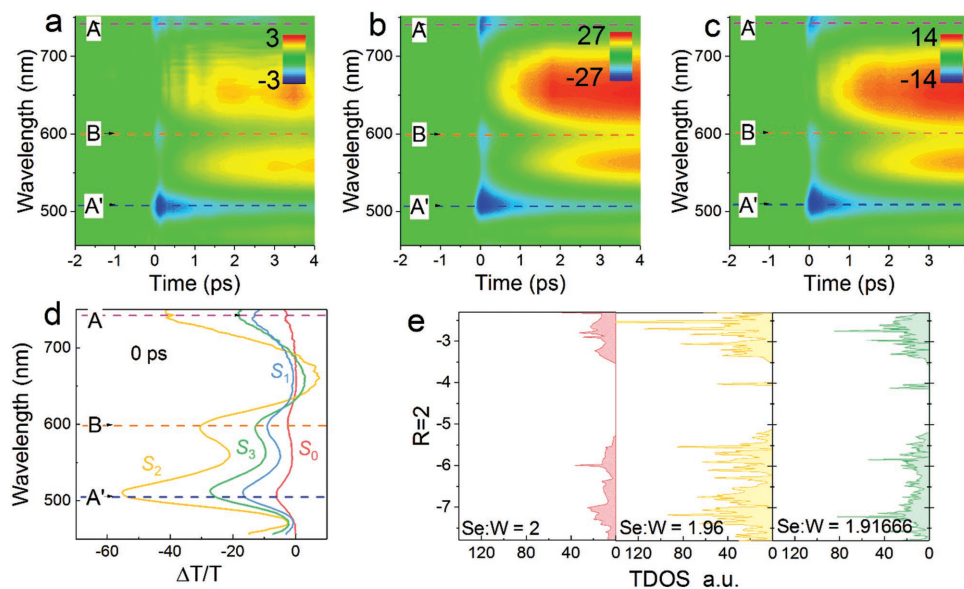 a
b
c
A
A
A
3
-3
27
-27
14
-14
700
600
500
Wavelength (nm)
B
A'
-2 -1 0 1 2 3 4
Time (ps)
700
600
500
Wavelength (nm)
B
A'
-2 -1 0 1 2 3 4
Time (ps)
700
600
500
Wavelength (nm)
B
A'
-2 -1 0 1 2 3
Time (ps)
d
A
0 ps
700
600
500
Wavelength (nm)
B
A'
S1
S2
S3
S0
-60 -40 -20 0
ΔT/T
e
-3
-4
-5
-6
-7
R=2
Se:W = 2
Se:W = 1.96
Se:W = 1.91666
120 80 40 0
120 80 40 0
120 80 40 0
TDOS a.u.